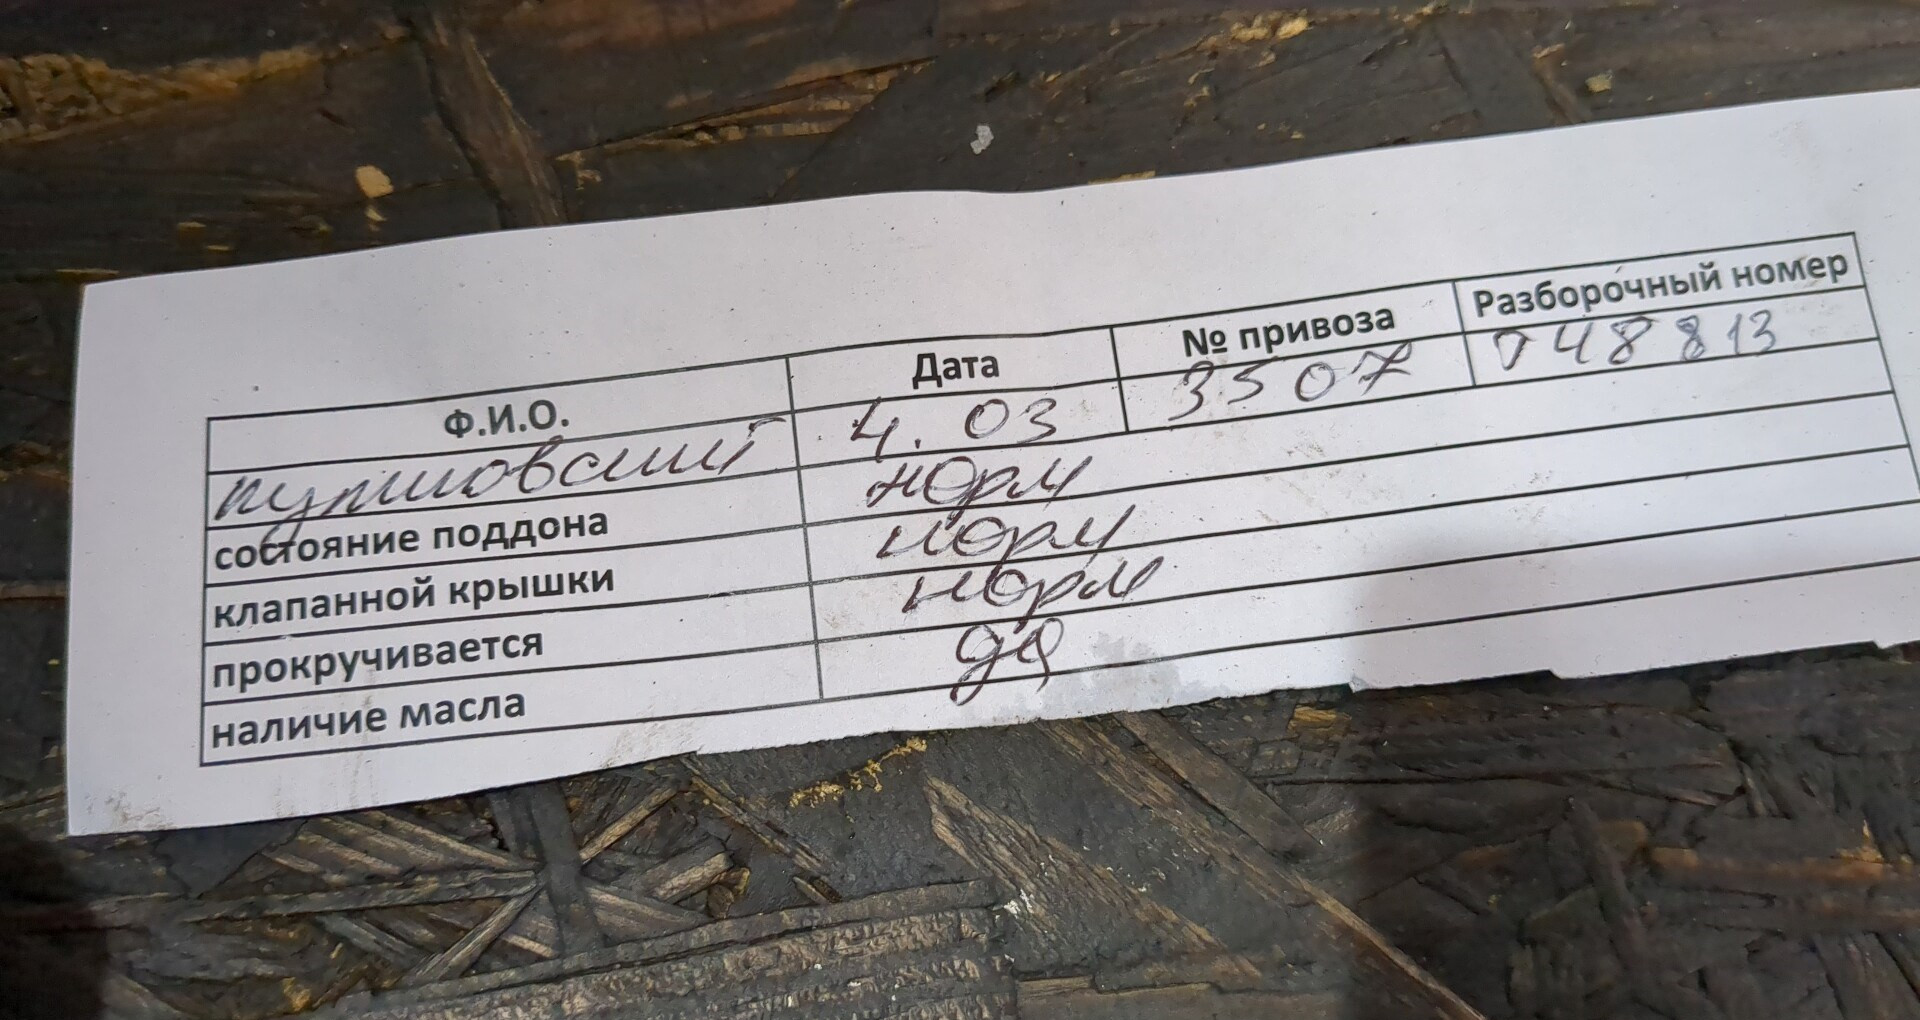 Ф.И.О. Дата № привоза Разборочный номер
4.03 3507 748813
состояние поддона норм
клапанной крышки норм
прокручивается норм
наличие масла да